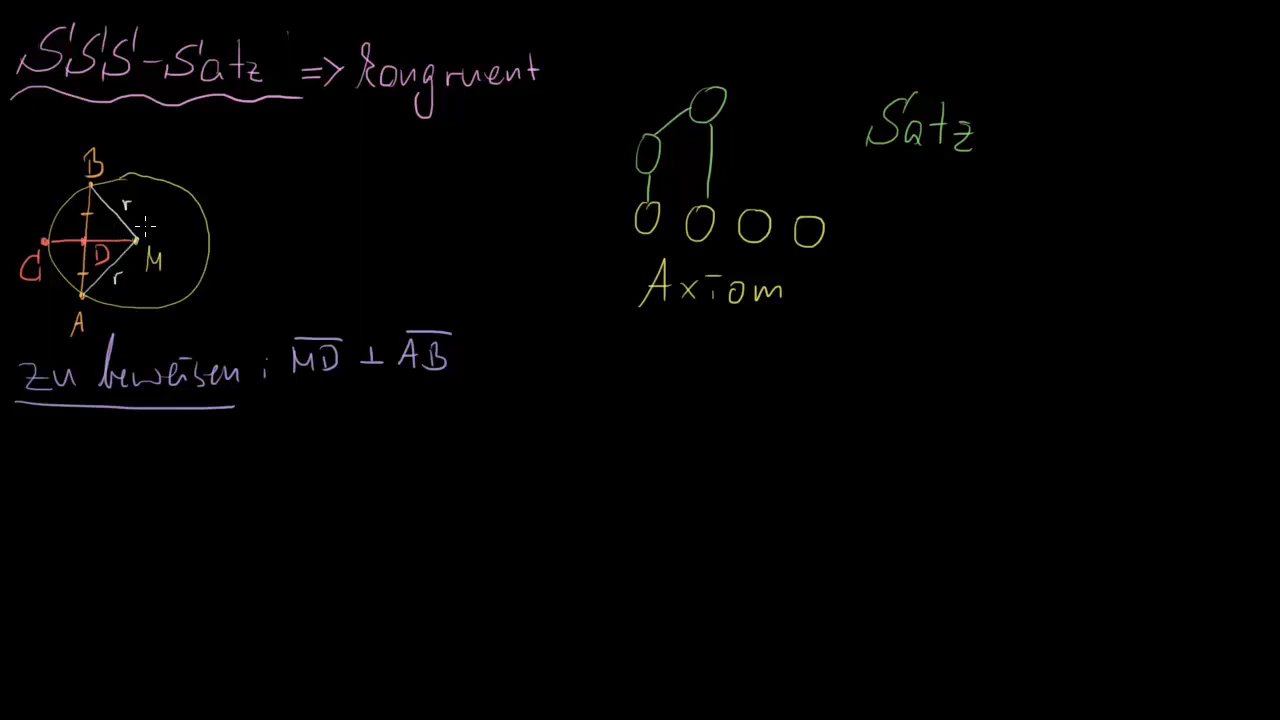 SSS-Satz => kongruent
Satz
B
r
C
D
M
r
A
Axiom
zu beweisen : MD ⊥ AB